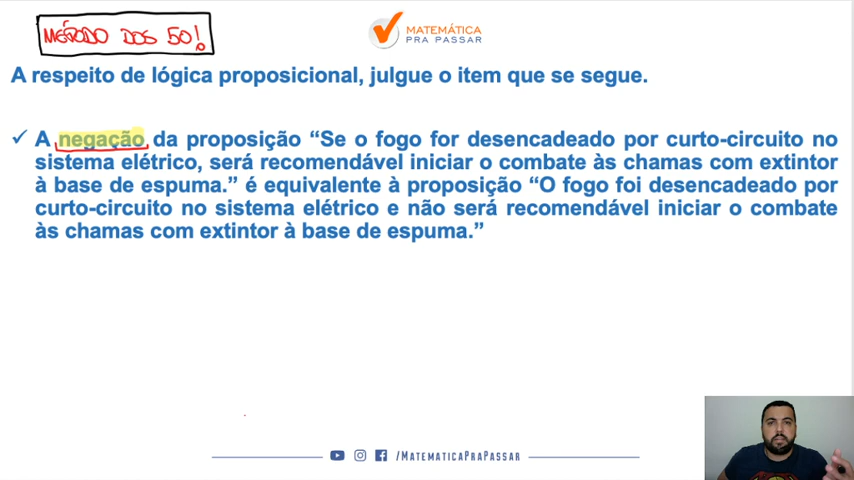 MÉTODO DOS 50!
MATEMÁTICA
PRA PASSAR
A respeito de lógica proposicional, julgue o item que se segue.
✓ A negação da proposição “Se o fogo for desencadeado por curto-circuito no
sistema elétrico, será recomendável iniciar o combate às chamas com extintor
à base de espuma.” é equivalente à proposição “O fogo foi desencadeado por
curto-circuito no sistema elétrico e não será recomendável iniciar o combate
às chamas com extintor à base de espuma.”
/MatematicaPraPassar